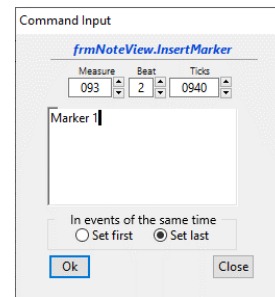 Command Input
frmNoteView.InsertMarker
Measure Beat Ticks
093 2 0940
Marker 1
In events of the same time
Set first Set last
Ok Close